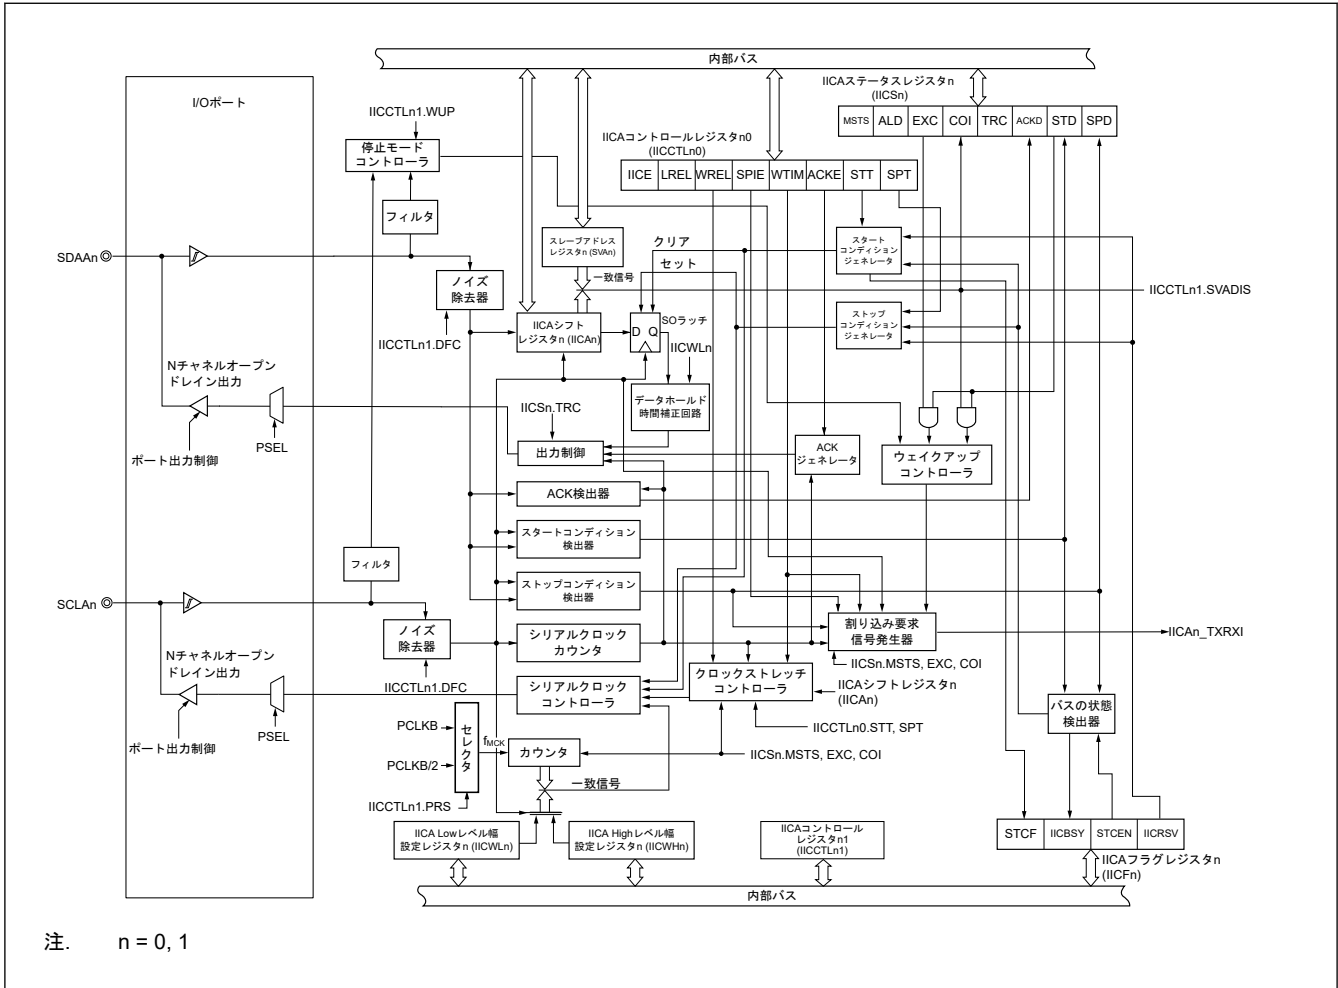 内部バス
I/Oポート
IICAステータスレジスタn
(IICSn)
MSTS ALD EXC COI TRC ACKD STD SPD
IICCTLn1.WUP
停止モード
コントローラ
IICAコントロールレジスタn0
(IICCTLn0)
IICE LREL WREL SPIE WTIM ACKE STT SPT
フィルタ
スレーブアドレス
レジスタn (SVAn)
クリア
スタート
コンディション
ジェネレータ
SDAAn
セット
ノイズ
除去器
一致信号
IICCTLn1.SVADIS
IICCTLn1.DFC
IICAシフト
レジスタn (IICAn)
D Q
SOラッチ
ストップ
コンディション
ジェネレータ
IICWLn
Nチャネルオープン
ドレイン出力
データホールド
時間補正回路
IICSn.TRC
PSEL
ポート出力制御
出力制御
ACK
ジェネレータ
ウェイクアップ
コントローラ
ACK検出器
スタートコンディション
検出器
フィルタ
ストップコンディション
検出器
SCLAn
ノイズ
除去器
シリアルクロック
カウンタ
割り込み要求
信号発生器
IICAn_TXRXI
Nチャネルオープン
ドレイン出力
IICSn.MSTS, EXC, COI
IICCTLn1.DFC
シリアルクロック
コントローラ
クロックストレッチ
コントローラ
IICAシフトレジスタn
(IICAn)
バスの状態
検出器
PCLKB
セレクタ
fMCK
IICCTLn0.STT, SPT
PSEL
ポート出力制御
カウンタ
IICSn.MSTS, EXC, COI
PCLKB/2
一致信号
IICCTLn1.PRS
IICA Lowレベル幅
設定レジスタn (IICWLn)
IICA Highレベル幅
設定レジスタn (IICWHn)
IICAコントロール
レジスタn1
(IICCTLn1)
STCF IICBSY STCEN IICRSV
IICAフラグレジスタn
(IICFn)
内部バス
注. n = 0, 1